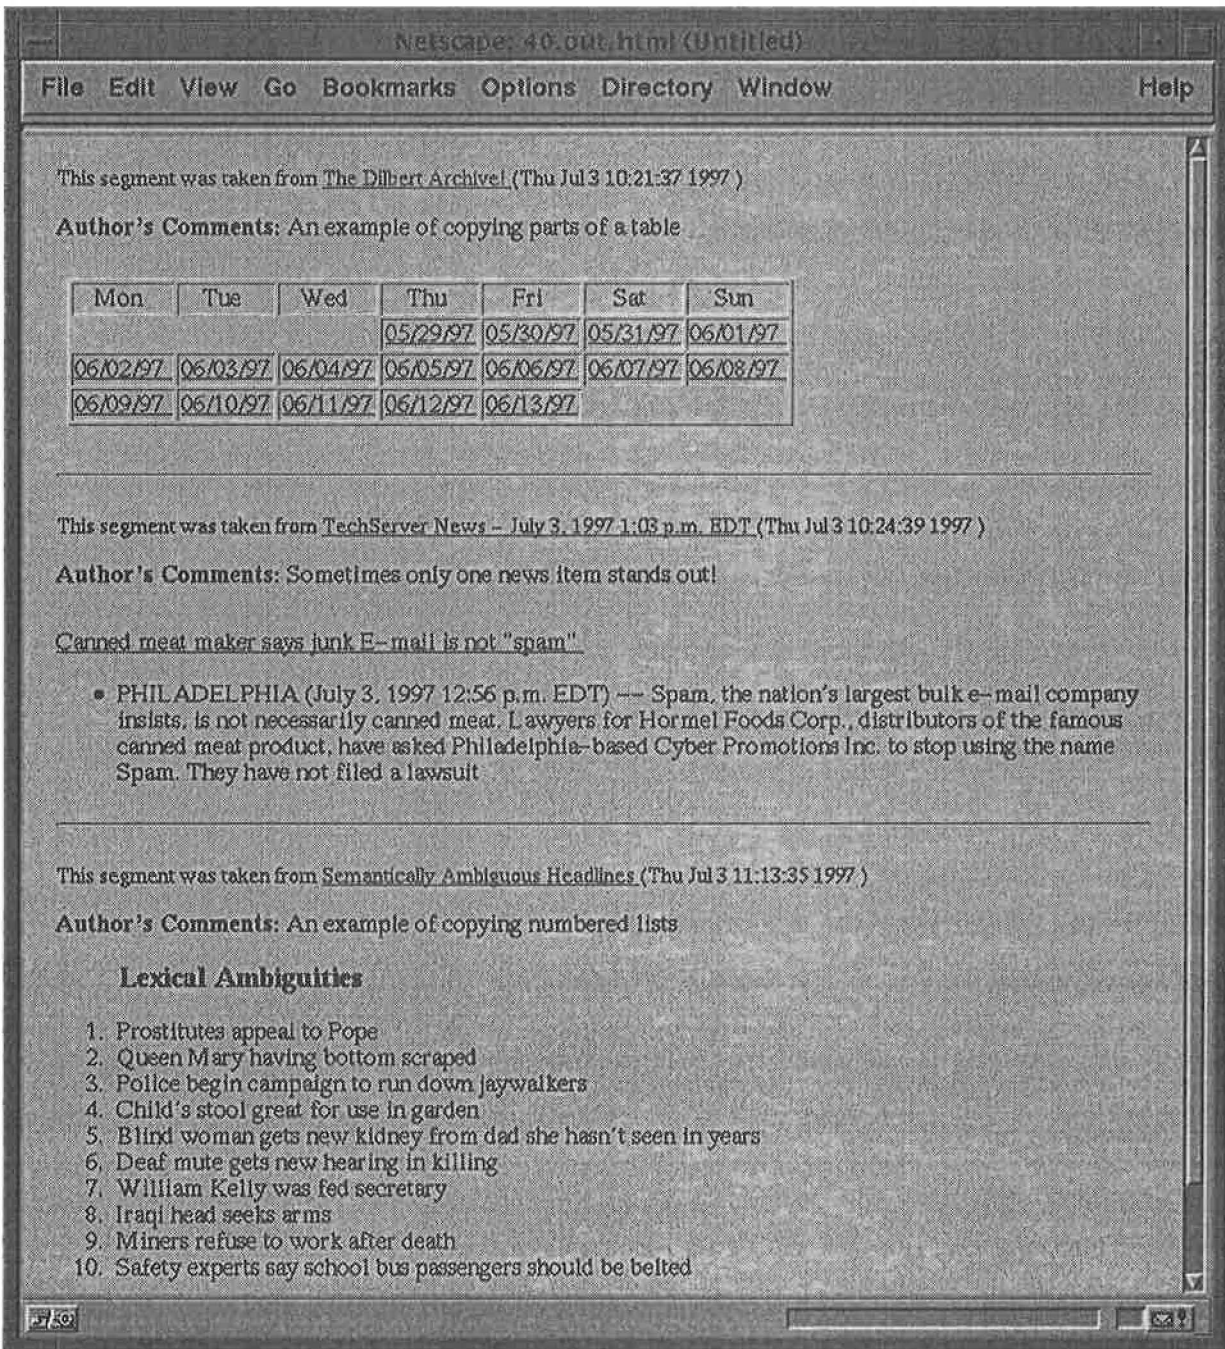 Netscape: 40.out.html (Untitled)
File Edit View Go Bookmarks Options Directory Window Help
This segment was taken from The Dilbert Archive! (Thu Jul 3 10:21:37 1997 )
Author's Comments: An example of copying parts of a table
Mon Tue Wed Thu Fri Sat Sun
05/29/97 05/30/97 05/31/97 06/01/97
06/02/97 06/03/97 06/04/97 06/05/97 06/06/97 06/07/97 06/08/97
06/09/97 06/10/97 06/11/97 06/12/97 06/13/97
This segment was taken from TechServer News - July 3, 1997 1:03 p.m. EDT (Thu Jul 3 10:24:39 1997 )
Author's Comments: Sometimes only one news item stands out!
Canned meat maker says junk E-mail is not "spam"
• PHILADELPHIA (July 3, 1997 12:56 p.m. EDT) -- Spam, the nation's largest bulk e-mail company
insists, is not necessarily canned meat. Lawyers for Hormel Foods Corp., distributors of the famous
canned meat product, have asked Philadelphia-based Cyber Promotions Inc. to stop using the name
Spam. They have not filed a lawsuit
This segment was taken from Semantically Ambiguous Headlines (Thu Jul 3 11:13:35 1997 )
Author's Comments: An example of copying numbered lists
Lexical Ambiguities
1. Prostitutes appeal to Pope
2. Queen Mary having bottom scraped
3. Police begin campaign to run down jaywalkers
4. Child's stool great for use in garden
5. Blind woman gets new kidney from dad she hasn't seen in years
6. Deaf mute gets new hearing in killing
7. William Kelly was fed secretary
8. Iraqi head seeks arms
9. Miners refuse to work after death
10. Safety experts say school bus passengers should be belted